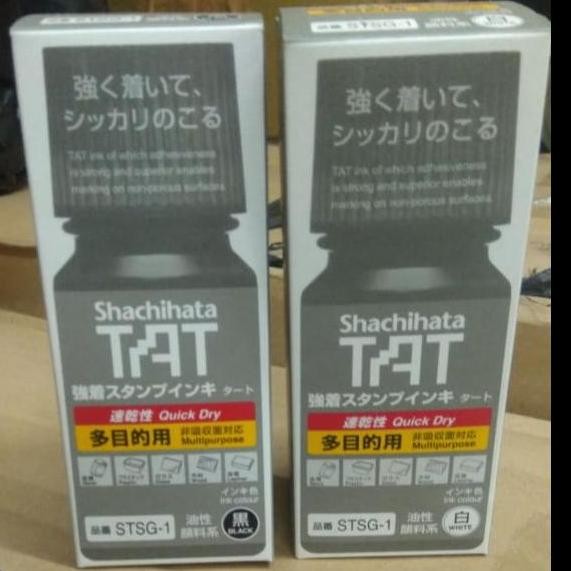 強く着いて、
シッカリのこる
TAT ink of which adhesiveness
is strong and superior enables
marking on non-porous surfaces
Shachihata
TAT
強着スタンプインキ タート
速乾性 Quick Dry
多目的用 非吸収面対応
Multipurpose
インキ色
ink colour
品番 STSG-1 油性
顔料系
黒
BLACK
品番 STSG-1
強く着いて、
シッカリのこる
TAT ink of which adhesiveness
is strong and superior enables
marking on non-porous surfaces
Shachihata
TAT
強着スタンプインキ タート
速乾性 Quick Dry
多目的用 非吸収面対応
Multipurpose
インキ色
ink colour
品番 STSG-1 油性
顔料系
白
WHITE